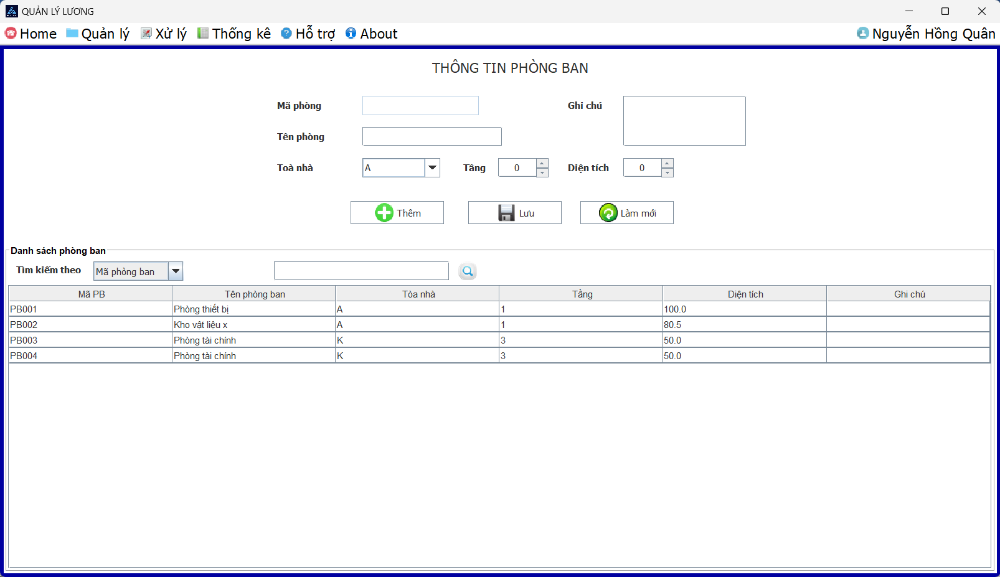 QUẢN LÝ LƯƠNG
Home Quản lý Xử lý Thống kê Hỗ trợ About Nguyễn Hồng Quân
THÔNG TIN PHÒNG BAN
Mã phòng Ghi chú
Tên phòng
Toà nhà A Tầng 0 Diện tích 0
Thêm Lưu Làm mới
Danh sách phòng ban
Tìm kiếm theo Mã phòng ban
Mã PB Tên phòng ban Tòa nhà Tầng Diện tích Ghi chú
PB001 Phòng thiết bị A 1 100.0
PB002 Kho vật liệu x A 1 80.5
PB003 Phòng tài chính K 3 50.0
PB004 Phòng tài chính K 3 50.0